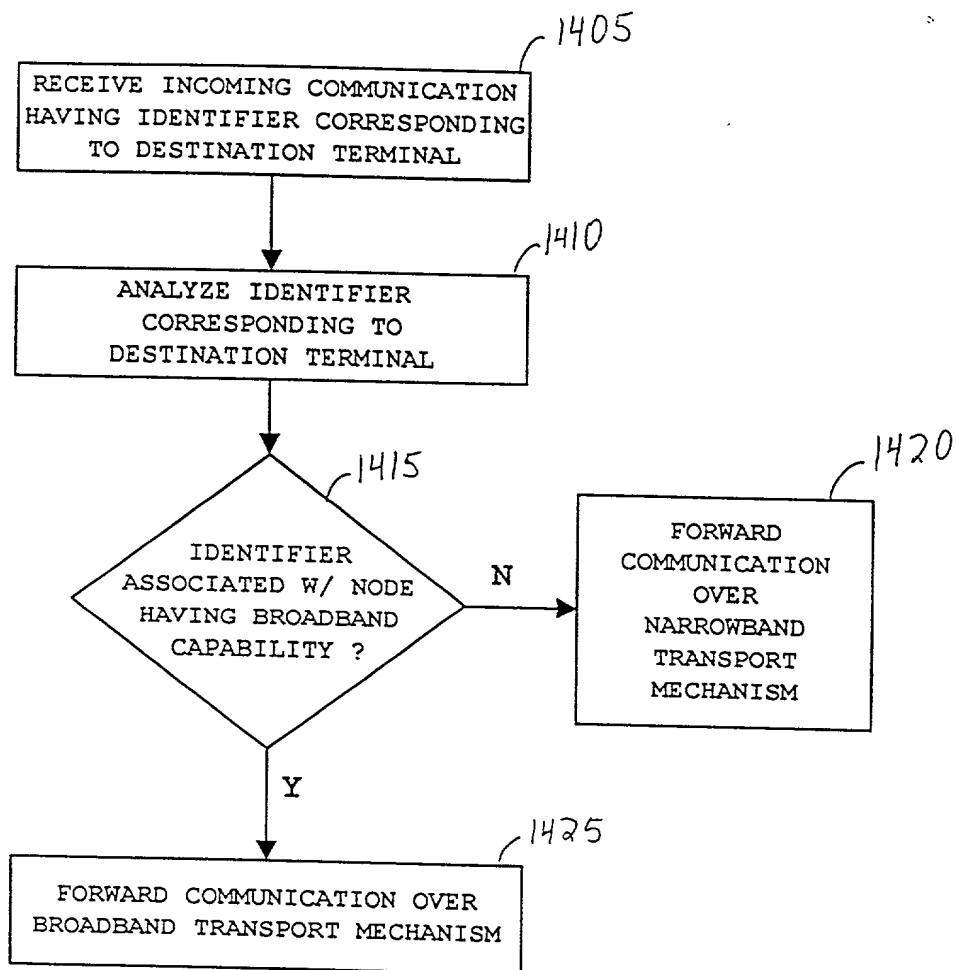 1405
RECEIVE INCOMING COMMUNICATION
HAVING IDENTIFIER CORRESPONDING
TO DESTINATION TERMINAL
1410
ANALYZE IDENTIFIER
CORRESPONDING TO
DESTINATION TERMINAL
1415
IDENTIFIER
ASSOCIATED W/ NODE
HAVING BROADBAND
CAPABILITY ?
N
1420
FORWARD
COMMUNICATION
OVER
NARROWBAND
TRANSPORT
MECHANISM
Y
1425
FORWARD COMMUNICATION OVER
BROADBAND TRANSPORT MECHANISM